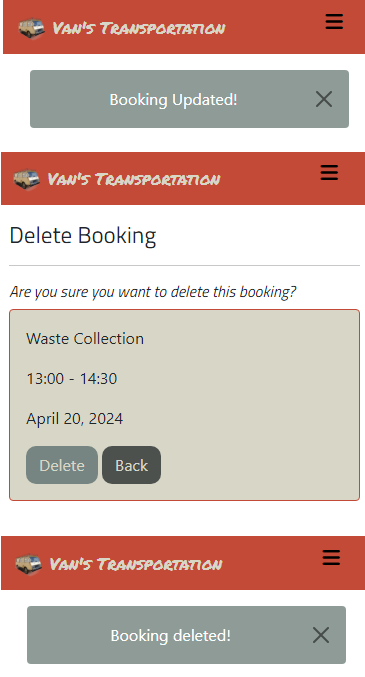 Van's Transportation
Booking Updated!
Van's Transportation
Delete Booking
Are you sure you want to delete this booking?
Waste Collection
13:00 - 14:30
April 20, 2024
Delete Back
Van's Transportation
Booking deleted!